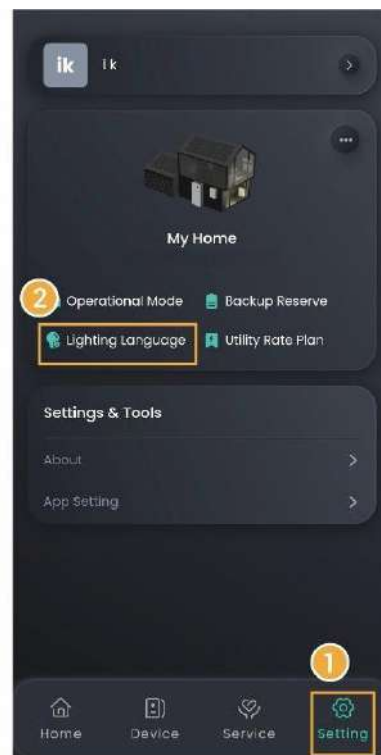 ik ik
My Home
2
Operational Mode Backup Reserve
Lighting Language Utility Rate Plan
Settings & Tools
About
App Setting
1
Home Device Service Setting